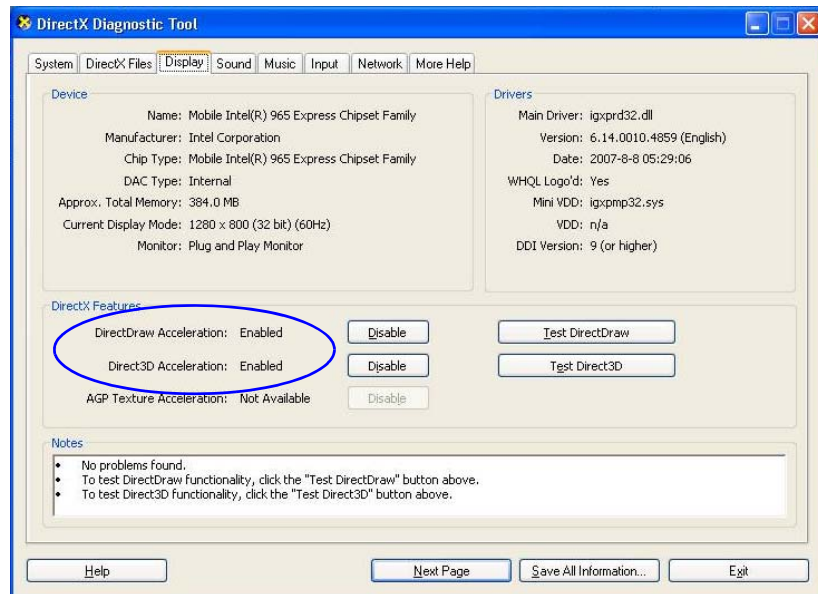 DirectX Diagnostic Tool
System DirectX Files Display Sound Music Input Network More Help
Device
Name: Mobile Intel(R) 965 Express Chipset Family
Manufacturer: Intel Corporation
Chip Type: Mobile Intel(R) 965 Express Chipset Family
DAC Type: Internal
Approx. Total Memory: 384.0 MB
Current Display Mode: 1280 x 800 (32 bit) (60Hz)
Monitor: Plug and Play Monitor
Drivers
Main Driver: igxprd32.dll
Version: 6.14.0010.4859 (English)
Date: 2007-8-8 05:29:06
WHQL Logo'd: Yes
Mini VDD: igxpmp32.sys
VDD: n/a
DDI Version: 9 (or higher)
DirectX Features
DirectDraw Acceleration: Enabled Disable Test DirectDraw
Direct3D Acceleration: Enabled Disable Test Direct3D
AGP Texture Acceleration: Not Available Disable
Notes
• No problems found.
• To test DirectDraw functionality, click the "Test DirectDraw" button above.
• To test Direct3D functionality, click the "Test Direct3D" button above.
Help Next Page Save All Information... Exit